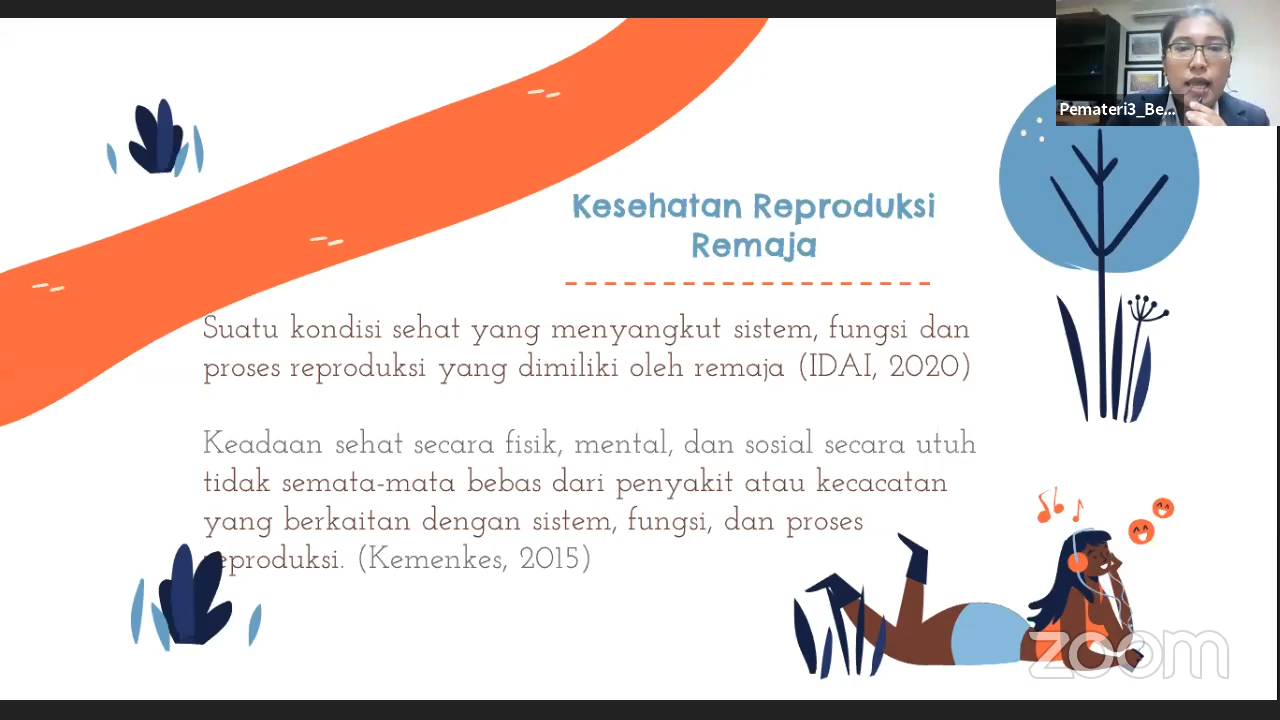 Pemateri3_Be...
Kesehatan Reproduksi
Remaja
Suatu kondisi sehat yang menyangkut sistem, fungsi dan
proses reproduksi yang dimiliki oleh remaja (IDAI, 2020)
Keadaan sehat secara fisik, mental, dan sosial secara utuh
tidak semata-mata bebas dari penyakit atau kecacatan
yang berkaitan dengan sistem, fungsi, dan proses
reproduksi. (Kemenkes, 2015)
zoom